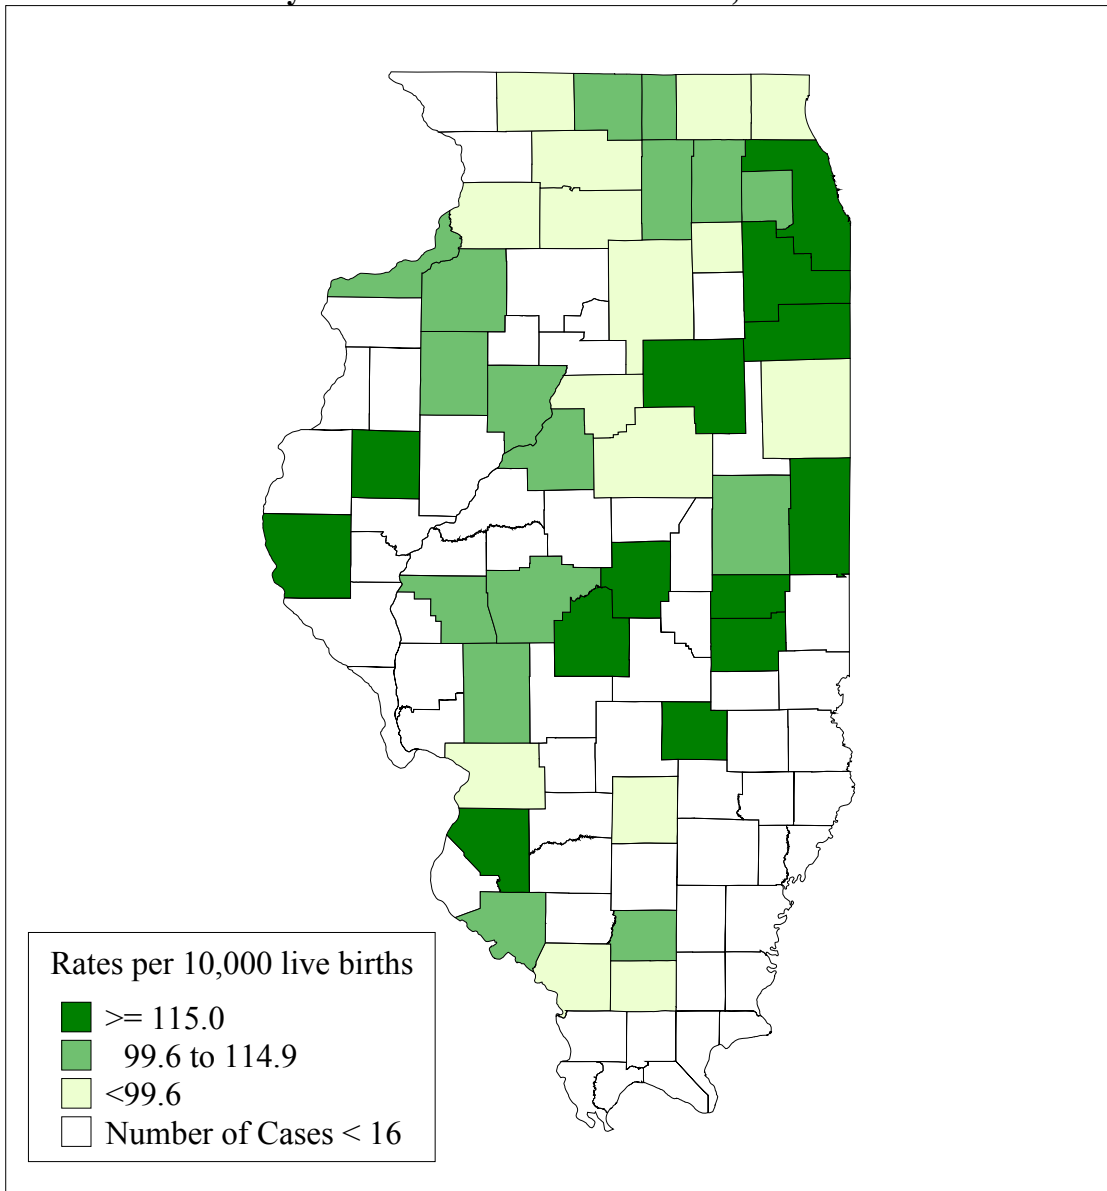 Rates per 10,000 live births
>= 115.0
99.6 to 114.9
<99.6
Number of Cases < 16